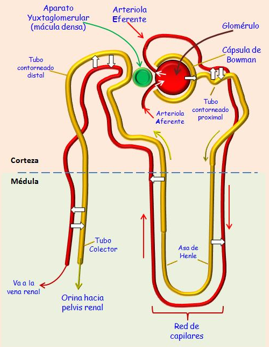 Aparato
Yuxtaglomerular
(mácula densa)
Arteriola
Eferente
Glomérulo
Cápsula de
Bowman
Tubo
contorneado
distal
Tubo
contorneado
proximal
Arteriola
Aferente
Corteza
Médula
Asa de
Henle
Tubo
Colector
Va a la
vena renal
Orina hacia
pelvis renal
Red de
capilares